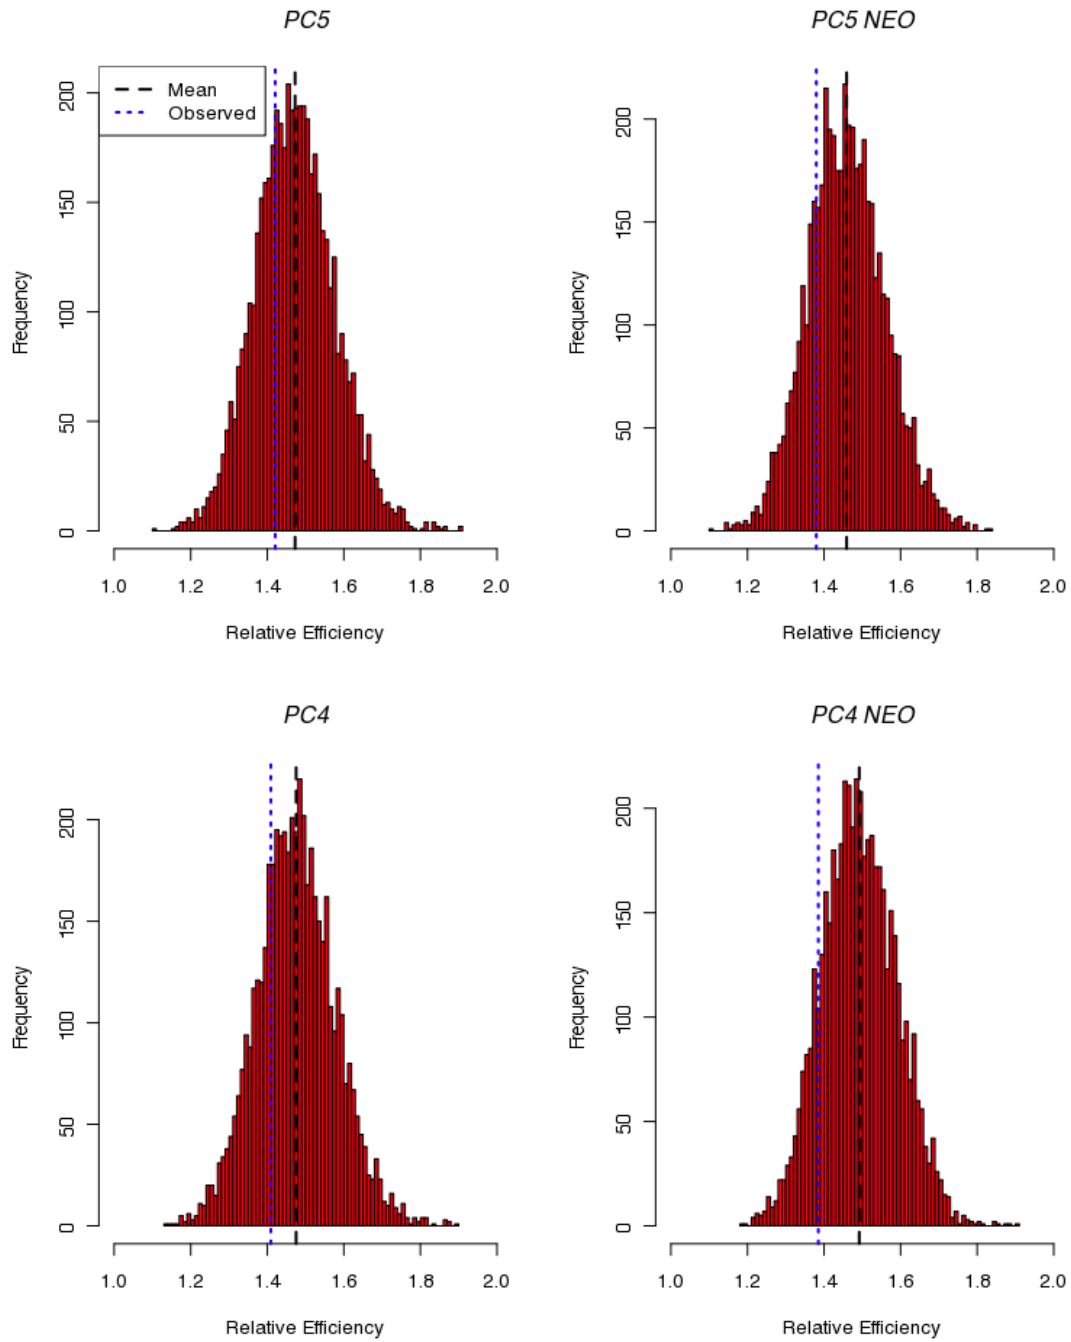 PC5
PC5 NEO
Mean
Observed
Frequency
0 50 100 150 200
1.0 1.2 1.4 1.6 1.8 2.0
Relative Efficiency
Frequency
0 50 100 150 200
1.0 1.2 1.4 1.6 1.8 2.0
Relative Efficiency
PC4
PC4 NEO
Frequency
0 50 100 150 200
1.0 1.2 1.4 1.6 1.8 2.0
Relative Efficiency
Frequency
0 50 100 150 200
1.0 1.2 1.4 1.6 1.8 2.0
Relative Efficiency